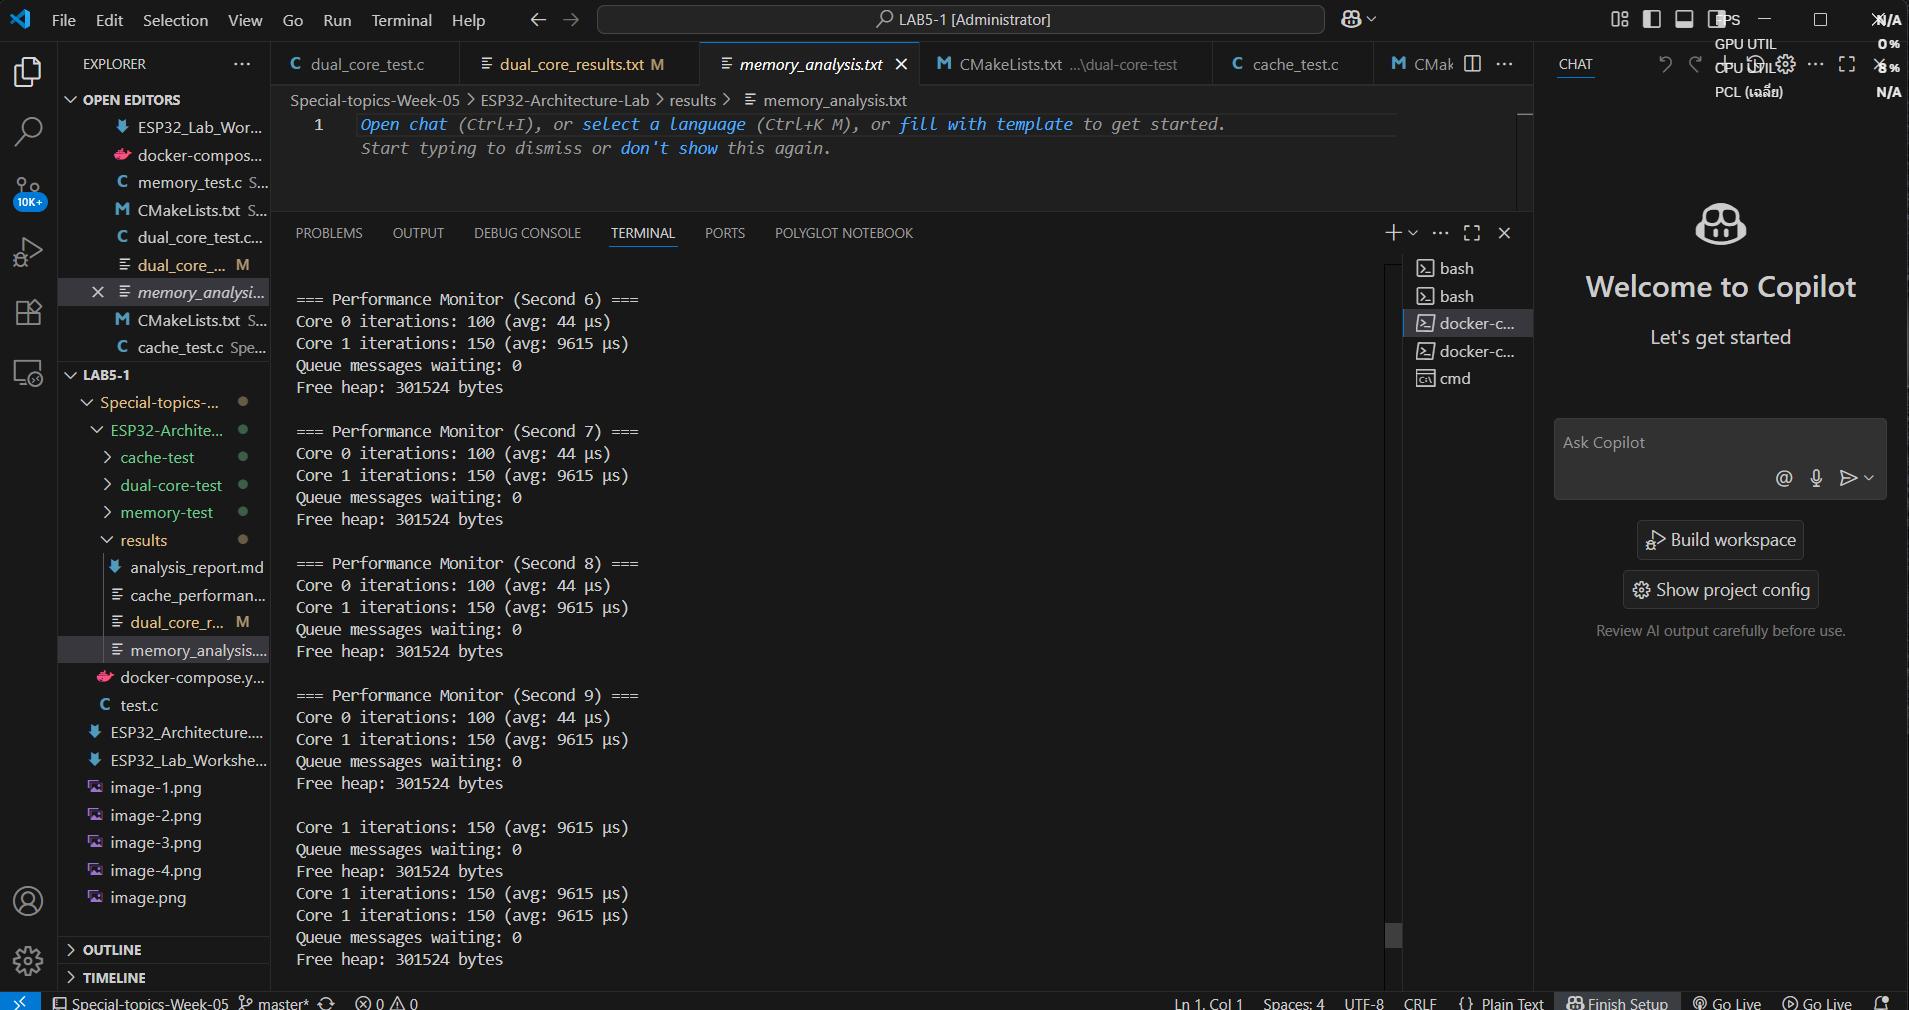 File Edit Selection View Go Run Terminal Help
LAB5-1 [Administrator]
FPS N/A
GPU UTIL 0%
CPU UTIL 8%
PCL (เฉลี่ย) N/A
EXPLORER
OPEN EDITORS
ESP32_Lab_Wor...
docker-compos...
memory_test.c S...
CMakeLists.txt S...
dual_core_test.c...
dual_core_... M
memory_analysi...
CMakeLists.txt S...
cache_test.c Spe...
LAB5-1
Special-topics-...
ESP32-Archite...
cache-test
dual-core-test
memory-test
results
analysis_report.md
cache_performan...
dual_core_r... M
memory_analysis....
docker-compose.y...
test.c
ESP32_Architecture....
ESP32_Lab_Workshe...
image-1.png
image-2.png
image-3.png
image-4.png
image.png
OUTLINE
TIMELINE
10K+
dual_core_test.c
dual_core_results.txt M
memory_analysis.txt
CMakeLists.txt ...\dual-core-test
cache_test.c
CMak
Special-topics-Week-05 > ESP32-Architecture-Lab > results > memory_analysis.txt
1 Open chat (Ctrl+I), or select a language (Ctrl+K M), or fill with template to get started.
Start typing to dismiss or don't show this again.
PROBLEMS OUTPUT DEBUG CONSOLE TERMINAL PORTS POLYGLOT NOTEBOOK
=== Performance Monitor (Second 6) ===
Core 0 iterations: 100 (avg: 44 μs)
Core 1 iterations: 150 (avg: 9615 μs)
Queue messages waiting: 0
Free heap: 301524 bytes
=== Performance Monitor (Second 7) ===
Core 0 iterations: 100 (avg: 44 μs)
Core 1 iterations: 150 (avg: 9615 μs)
Queue messages waiting: 0
Free heap: 301524 bytes
=== Performance Monitor (Second 8) ===
Core 0 iterations: 100 (avg: 44 μs)
Core 1 iterations: 150 (avg: 9615 μs)
Queue messages waiting: 0
Free heap: 301524 bytes
=== Performance Monitor (Second 9) ===
Core 0 iterations: 100 (avg: 44 μs)
Core 1 iterations: 150 (avg: 9615 μs)
Queue messages waiting: 0
Free heap: 301524 bytes
Core 1 iterations: 150 (avg: 9615 μs)
Queue messages waiting: 0
Free heap: 301524 bytes
Core 1 iterations: 150 (avg: 9615 μs)
Core 1 iterations: 150 (avg: 9615 μs)
Queue messages waiting: 0
Free heap: 301524 bytes
bash
bash
docker-c...
docker-c...
cmd
CHAT
Welcome to Copilot
Let's get started
Ask Copilot
Build workspace
Show project config
Review AI output carefully before use.
Special-topics-Week-05 master* 0 0
Ln 1, Col 1 Spaces: 4 UTF-8 CRLF {} Plain Text Finish Setup Go Live Go Live